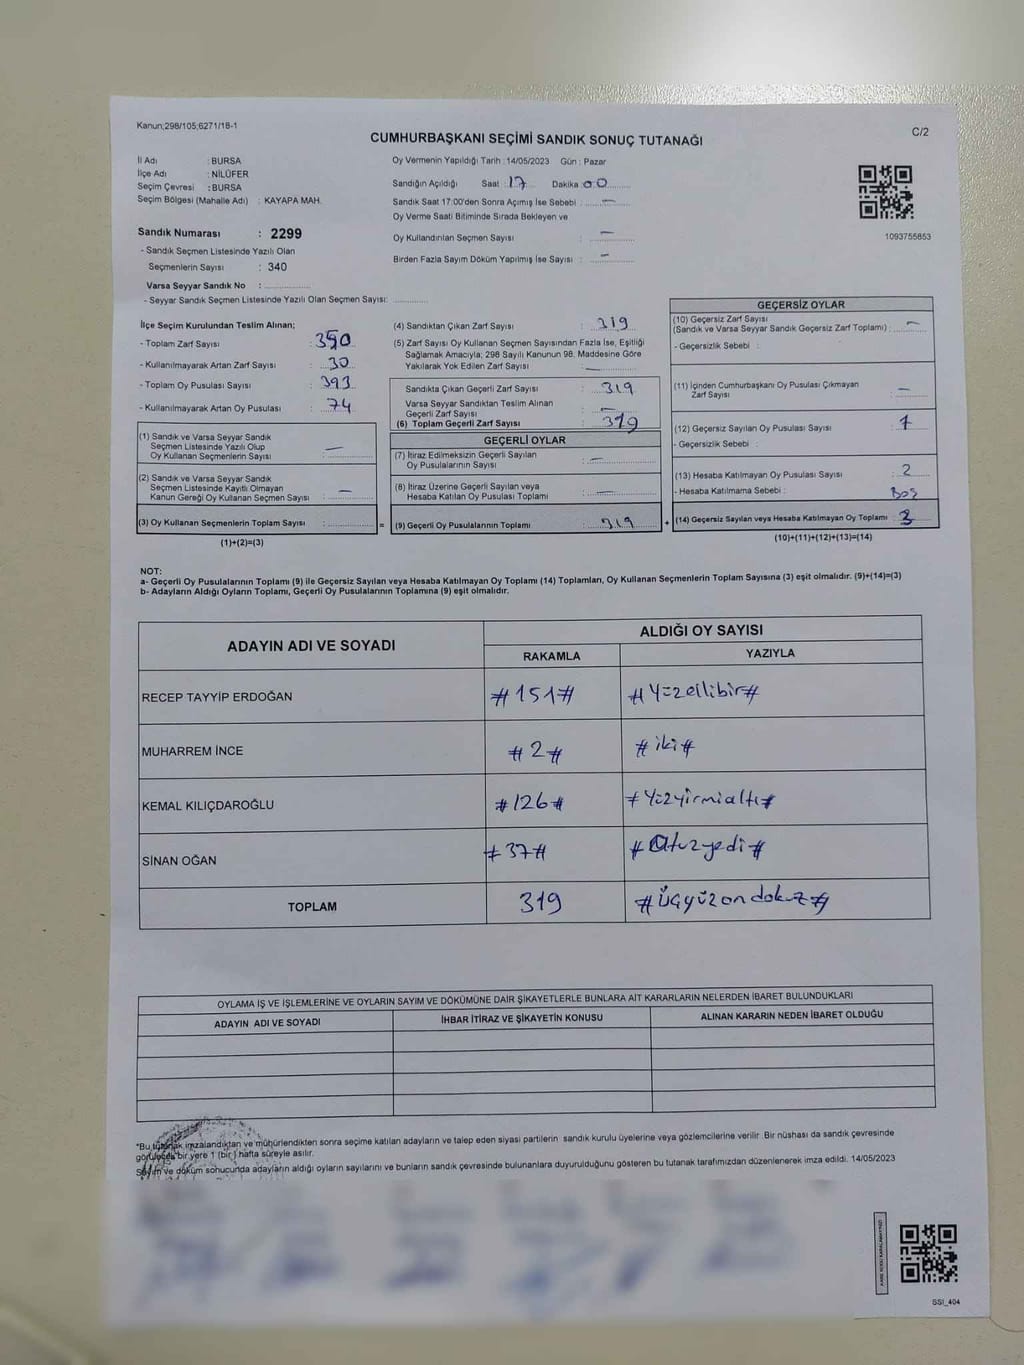 Kanun;298/105;6271/18-1
C/2
CUMHURBAŞKANI SEÇİMİ SANDIK SONUÇ TUTANAĞI
İl Adı : BURSA
İlçe Adı : NİLÜFER
Seçim Çevresi : BURSA
Seçim Bölgesi (Mahalle Adı) : KAYAPA MAH.
Sandık Numarası : 2299
- Sandık Seçmen Listesinde Yazılı Olan
Seçmenlerin Sayısı : 340
Varsa Seyyar Sandık No :
- Seyyar Sandık Seçmen Listesinde Yazılı Olan Seçmen Sayısı:
Oy Vermenin Yapıldığı Tarih : 14/05/2023 Gün : Pazar
Sandığın Açıldığı Saat : 17 Dakika 00
Sandık Saat 17:00'den Sonra Açımış İse Sebebi : —
Oy Verme Saati Bitiminde Sırada Bekleyen ve
Oy Kullandırılan Seçmen Sayısı : —
Birden Fazla Sayım Döküm Yapılmış İse Sayısı : —
1093755853
İlçe Seçim Kurulundan Teslim Alınan;
- Toplam Zarf Sayısı : 390
- Kullanılmayarak Artan Zarf Sayısı : 30
- Toplam Oy Pusulası Sayısı : 393
- Kullanılmayarak Artan Oy Pusulası : 74
(1) Sandık ve Varsa Seyyar Sandık
Seçmen Listesinde Yazılı Olup
Oy Kullanan Seçmenlerin Sayısı : —
(2) Sandık ve Varsa Seyyar Sandık
Seçmen Listesinde Kayıtlı Olmayan
Kanun Gereği Oy Kullanan Seçmen Sayısı : —
(3) Oy Kullanan Seçmenlerin Toplam Sayısı : =
(1)+(2)=(3)
(4) Sandıktan Çıkan Zarf Sayısı : 319
(5) Zarf Sayısı Oy Kullanan Seçmen Sayısından Fazla İse, Eşitliği
Sağlamak Amacıyla; 298 Sayılı Kanunun 98. Maddesine Göre
Yakılarak Yok Edilen Zarf Sayısı : —
Sandıkta Çıkan Geçerli Zarf Sayısı : 319
Varsa Seyyar Sandıktan Teslim Alınan
Geçerli Zarf Sayısı : —
(6) Toplam Geçerli Zarf Sayısı : 319
GEÇERLİ OYLAR
(7) İtiraz Edilmeksizin Geçerli Sayılan
Oy Pusulalarının Sayısı : —
(8) İtiraz Üzerine Geçerli Sayılan veya
Hesaba Katılan Oy Pusulası Toplamı : —
(9) Geçerli Oy Pusulalarının Toplamı : 319 +
GEÇERSİZ OYLAR
(10) Geçersiz Zarf Sayısı
(Sandık ve Varsa Seyyar Sandık Geçersiz Zarf Toplamı) : —
- Geçersizlik Sebebi :
(11) İçinden Cumhurbaşkanı Oy Pusulası Çıkmayan
Zarf Sayısı : —
(12) Geçersiz Sayılan Oy Pusulası Sayısı : 1
- Geçersizlik Sebebi :
(13) Hesaba Katılmayan Oy Pusulası Sayısı : 2
- Hesaba Katılmama Sebebi : Boş
(14) Geçersiz Sayılan veya Hesaba Katılmayan Oy Toplamı : 3
(10)+(11)+(12)+(13)=(14)
NOT:
a- Geçerli Oy Pusulalarının Toplamı (9) ile Geçersiz Sayılan veya Hesaba Katılmayan Oy Toplamı (14) Toplamları, Oy Kullanan Seçmenlerin Toplam Sayısına (3) eşit olmalıdır. (9)+(14)=(3)
b- Adayların Aldığı Oyların Toplamı, Geçerli Oy Pusulalarının Toplamına (9) eşit olmalıdır.
ADAYIN ADI VE SOYADI ALDIĞI OY SAYISI
RAKAMLA YAZIYLA
RECEP TAYYİP ERDOĞAN #151# #Yüzellibir#
MUHARREM İNCE #2# #iki#
KEMAL KILIÇDAROĞLU #126# #Yüzyirmialtı#
SİNAN OĞAN #37# #Otuzyedi#
TOPLAM 319 #Üçyüzondokuz#
OYLAMA İŞ VE İŞLEMLERİNE VE OYLARIN SAYIM VE DÖKÜMÜNE DAİR ŞİKAYETLERLE BUNLARA AİT KARARLARIN NELERDEN İBARET BULUNDUKLARI
ADAYIN ADI VE SOYADI İHBAR İTİRAZ VE ŞİKAYETİN KONUSU ALINAN KARARIN NEDEN İBARET OLDUĞU
*Bu tutanak imzalandıktan ve mühürlendikten sonra seçime katılan adayların ve talep eden siyasi partilerin sandık kurulu üyelerine veya gözlemcilerine verilir. Bir nüshası da sandık çevresinde
görülecek bir yere 1 (bir) hafta süreyle asılır.
Sayım ve döküm sonucunda adayların aldığı oyların sayılarını ve bunların sandık çevresinde bulunanlara duyurulduğunu gösteren bu tutanak tarafımızdan düzenlenerek imza edildi. 14/05/2023
SSI_404